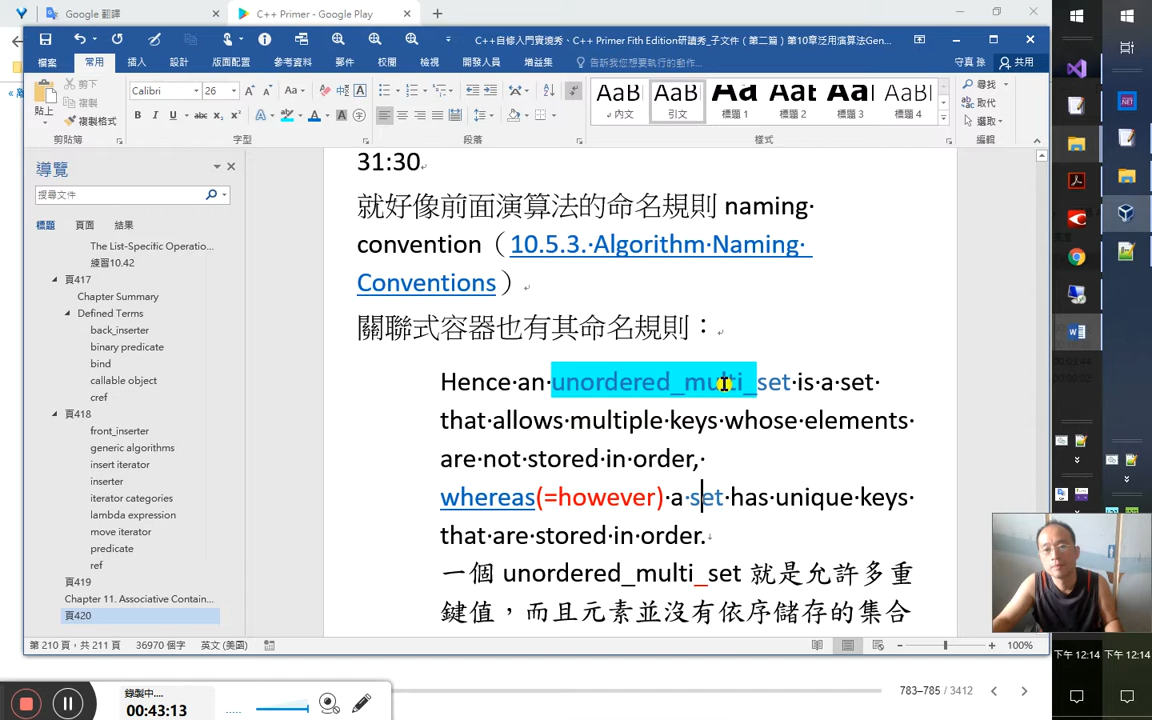 Google 翻譯
C++ Primer - Google Play
C++自修入門實境秀、C++ Primer Fifth Edition研讀秀_子文件（第二篇）第10章泛用演算法Gen...
檔案
常用
插入
設計
版面配置
參考資料
郵件
校閱
檢視
開發人員
增益集
告訴我您想要執行的動作...
守真 孫
共用
貼上
剪下
複製
複製格式
剪貼簿
Calibri
26
字型
段落
AaB
內文
AaB
引文
Aa
標題 1
AaB
標題 2
AaB
標題 3
AaBb
標題 4
樣式
尋找
取代
選取
編輯
導覽
搜尋文件
標題
頁面
結果
The List-Specific Operatio...
練習10.42
頁417
Chapter Summary
Defined Terms
back_inserter
binary predicate
bind
callable object
cref
頁418
front_inserter
generic algorithms
insert iterator
inserter
iterator categories
lambda expression
move iterator
predicate
ref
頁419
Chapter 11. Associative Contain...
頁420
31:30
就好像前面演算法的命名規則 naming·
convention（10.5.3.·Algorithm·Naming·
Conventions）
關聯式容器也有其命名規則：
Hence·an·unordered_multi_set·is·a·set·
that·allows·multiple·keys·whose·elements·
are·not·stored·in·order,·
whereas(=however)·a·set·has·unique·keys·
that·are·stored·in·order.
一個 unordered_multi_set 就是允許多重
鍵值，而且元素並沒有依序儲存的集合
第 210 頁，共 211 頁
36970 個字
英文 (美國)
100%
下午 12:14
下午 12:14
錄製中....
00:43:13
783–785 / 3412